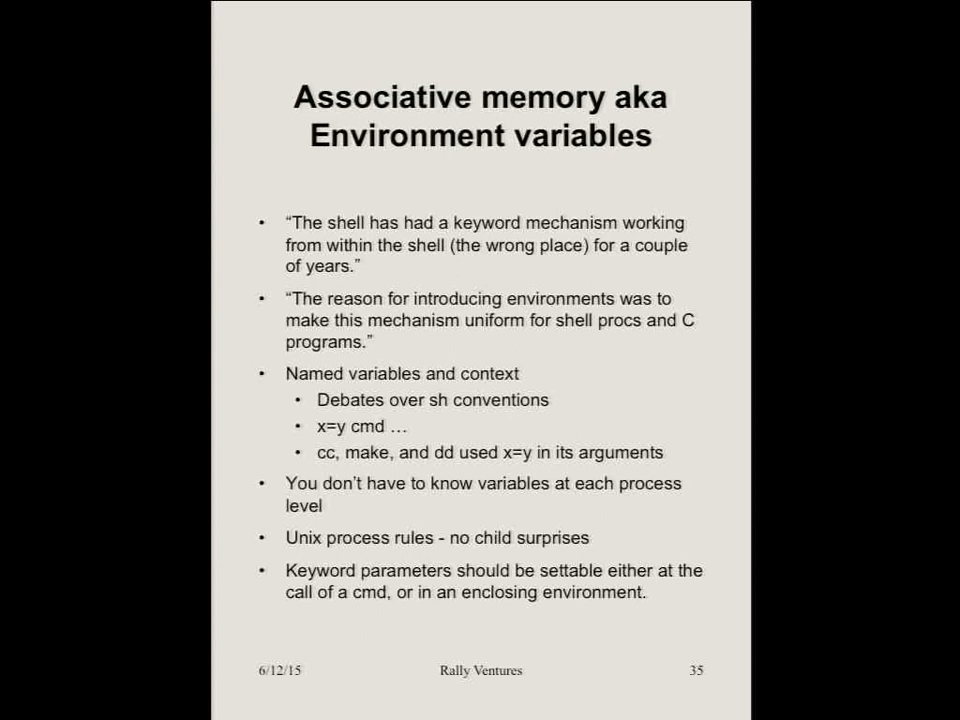 Associative memory aka
Environment variables
• “The shell has had a keyword mechanism working
from within the shell (the wrong place) for a couple
of years.”
• “The reason for introducing environments was to
make this mechanism uniform for shell procs and C
programs.”
• Named variables and context
• Debates over sh conventions
• x=y cmd …
• cc, make, and dd used x=y in its arguments
• You don’t have to know variables at each process
level
• Unix process rules - no child surprises
• Keyword parameters should be settable either at the
call of a cmd, or in an enclosing environment.
6/12/15 Rally Ventures 35